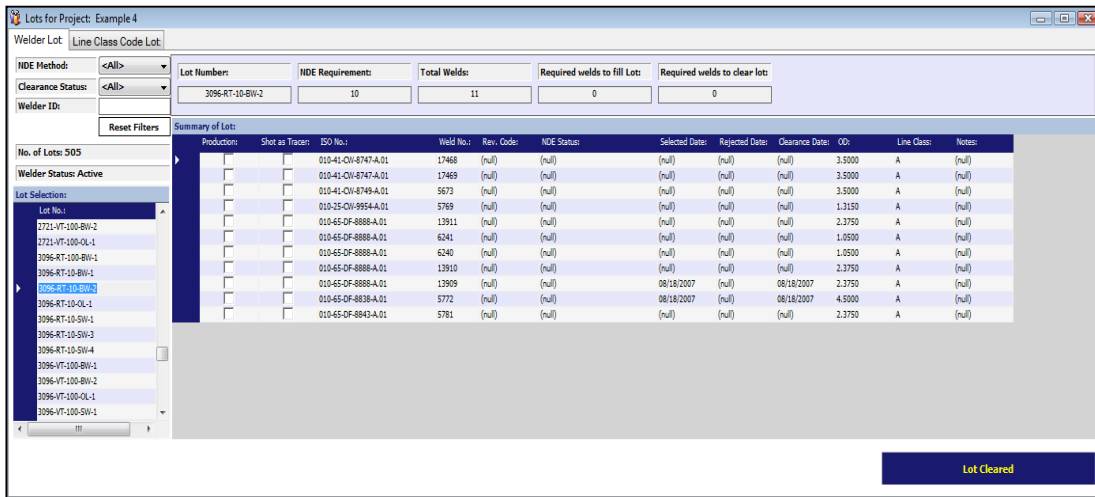 Lots for Project: Example 4
Welder Lot Line Class Code Lot
NDE Method: <All>
Clearance Status: <All>
Welder ID:
Reset Filters
No. of Lots: 505
Welder Status: Active
Lot Selection:
Lot No.:
2721-VT-100-BW-2
2721-VT-100-OL-1
3096-RT-100-BW-1
3096-RT-10-BW-1
3096-RT-10-BW-2
3096-RT-10-OL-1
3096-RT-10-SW-1
3096-RT-10-SW-3
3096-RT-10-SW-4
3096-VT-100-BW-1
3096-VT-100-BW-2
3096-VT-100-OL-1
3096-VT-100-SW-1
Lot Number: NDE Requirement: Total Welds: Required welds to fill Lot: Required welds to clear lot:
3096-RT-10-BW-2 10 11 0 0
Summary of Lot:
Production: Shot as Tracer: ISO No.: Weld No.: Rev. Code: NDE Status: Selected Date: Rejected Date: Clearance Date: OD: Line Class: Notes:
010-41-CW-8747-A.01 17468 (null) (null) (null) (null) (null) 3.5000 A (null)
010-41-CW-8747-A.01 17469 (null) (null) (null) (null) (null) 3.5000 A (null)
010-41-CW-8749-A.01 5673 (null) (null) (null) (null) (null) 3.5000 A (null)
010-25-CW-9954-A.01 5769 (null) (null) (null) (null) (null) 1.3150 A (null)
010-65-DF-8888-A.01 13911 (null) (null) (null) (null) (null) 2.3750 A (null)
010-65-DF-8888-A.01 6241 (null) (null) (null) (null) (null) 1.0500 A (null)
010-65-DF-8888-A.01 6240 (null) (null) (null) (null) (null) 1.0500 A (null)
010-65-DF-8888-A.01 13910 (null) (null) (null) (null) (null) 2.3750 A (null)
010-65-DF-8888-A.01 13909 (null) (null) 08/18/2007 (null) 08/18/2007 2.3750 A (null)
010-65-DF-8838-A.01 5772 (null) (null) 08/18/2007 (null) 08/18/2007 4.5000 A (null)
010-65-DF-8843-A.01 5781 (null) (null) (null) (null) (null) 2.3750 A (null)
Lot Cleared